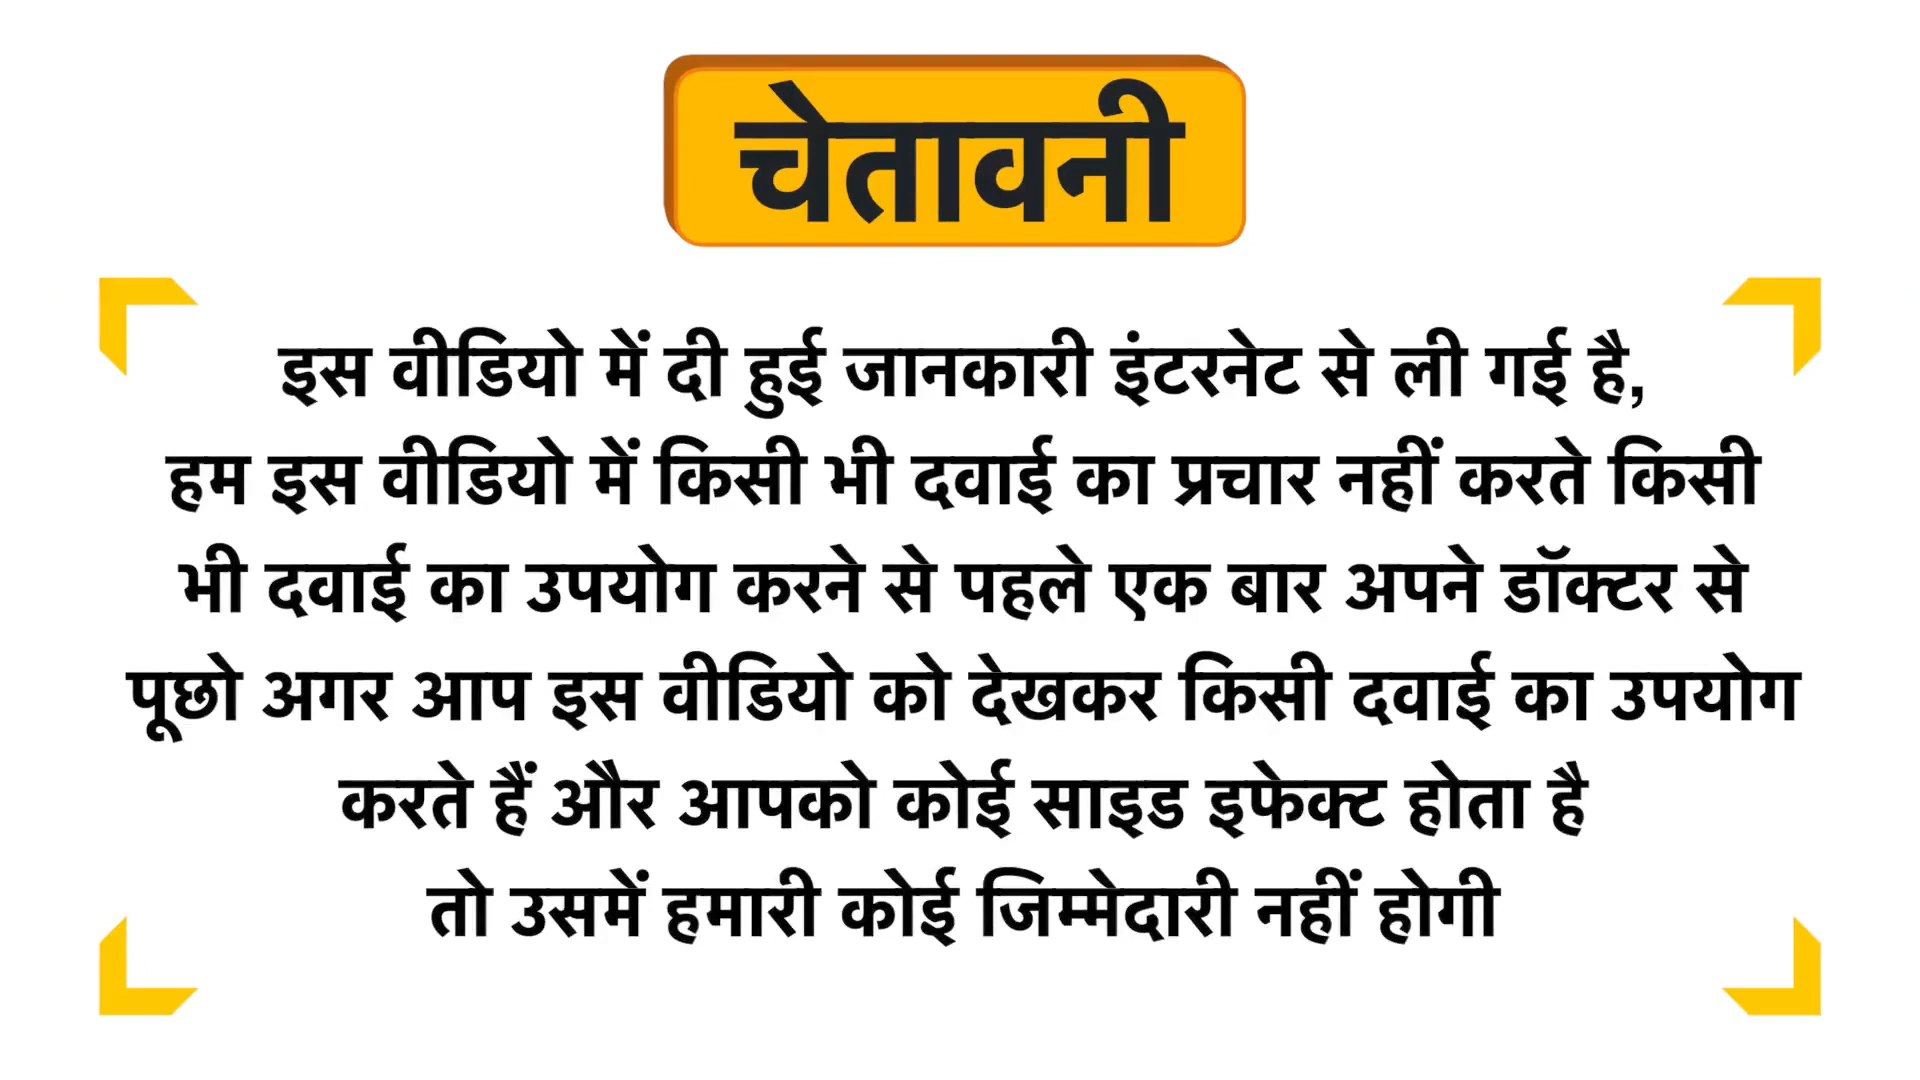 चेतावनी
इस वीडियो में दी हुई जानकारी इंटरनेट से ली गई है,
हम इस वीडियो में किसी भी दवाई का प्रचार नहीं करते किसी
भी दवाई का उपयोग करने से पहले एक बार अपने डॉक्टर से
पूछो अगर आप इस वीडियो को देखकर किसी दवाई का उपयोग
करते हैं और आपको कोई साइड इफेक्ट होता है
तो उसमें हमारी कोई जिम्मेदारी नहीं होगी